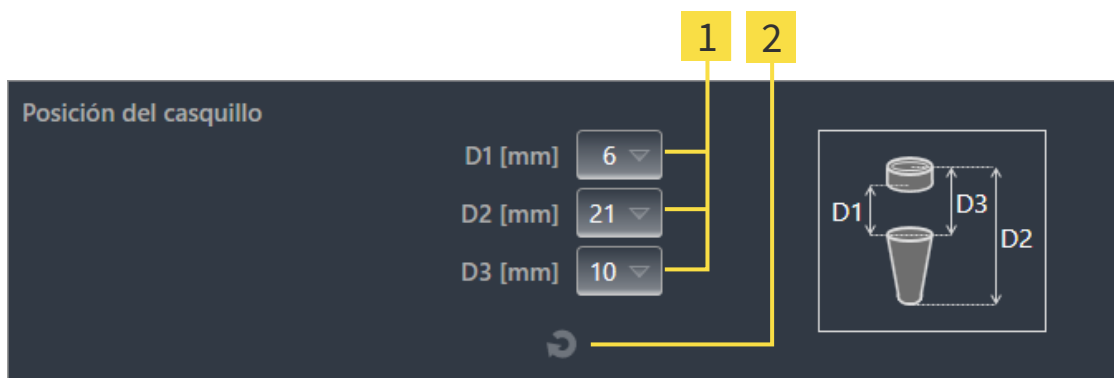 1 2
Posición del casquillo
D1 [mm] 6
D2 [mm] 21
D3 [mm] 10
D1 D3
D2